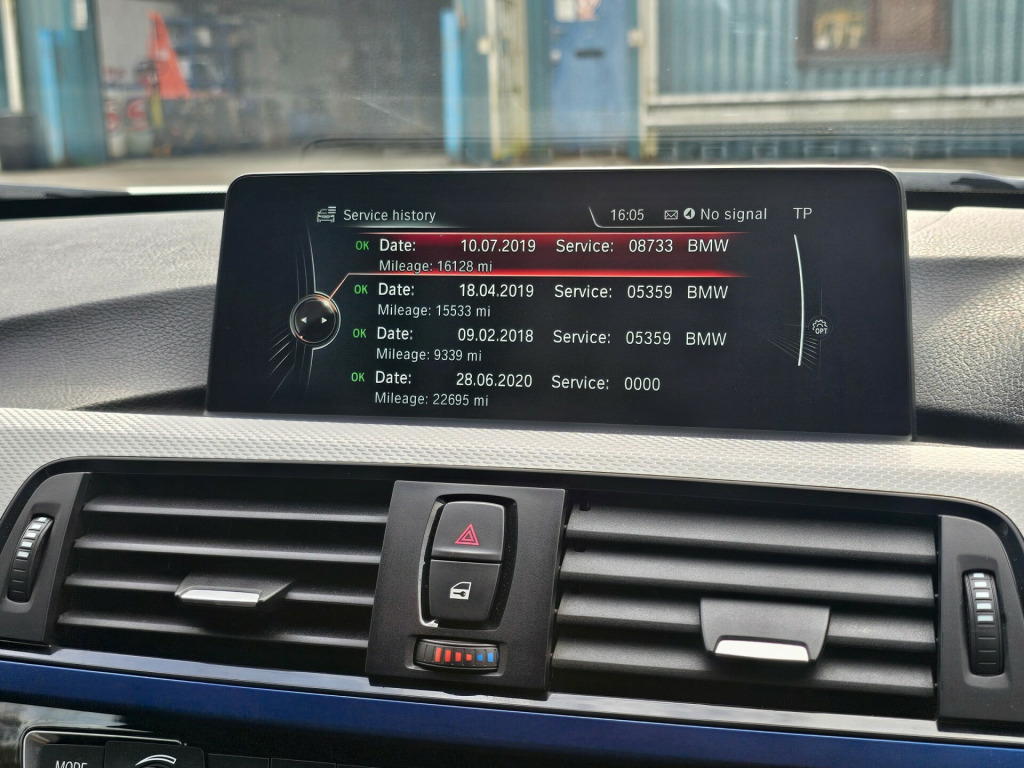 Service history 16:05 No signal TP
OK Date: 10.07.2019 Service: 08733 BMW
Mileage: 16128 mi
OK Date: 18.04.2019 Service: 05359 BMW
Mileage: 15533 mi
OK Date: 09.02.2018 Service: 05359 BMW
Mileage: 9339 mi
OK Date: 28.06.2020 Service: 0000
Mileage: 22695 mi
OPT
MODE